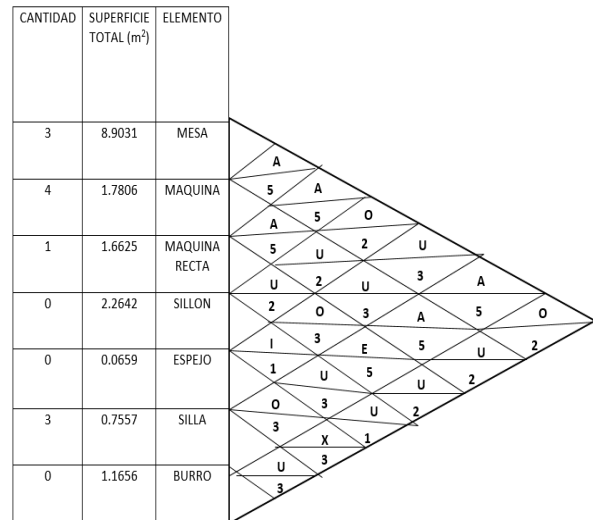 CANTIDAD SUPERFICIE TOTAL (m²) ELEMENTO
3 8.9031 MESA
4 1.7806 MAQUINA
1 1.6625 MAQUINA RECTA
0 2.2642 SILLON
0 0.0659 ESPEJO
3 0.7557 SILLA
0 1.1656 BURRO
A
5 A
A 5 O
5 U 2 U
U 2 U 3 A
2 O 3 A 5 O
I 3 E 5 U 2
1 U 5 U 2
O 3 U 2
3 X 1
U 3
3